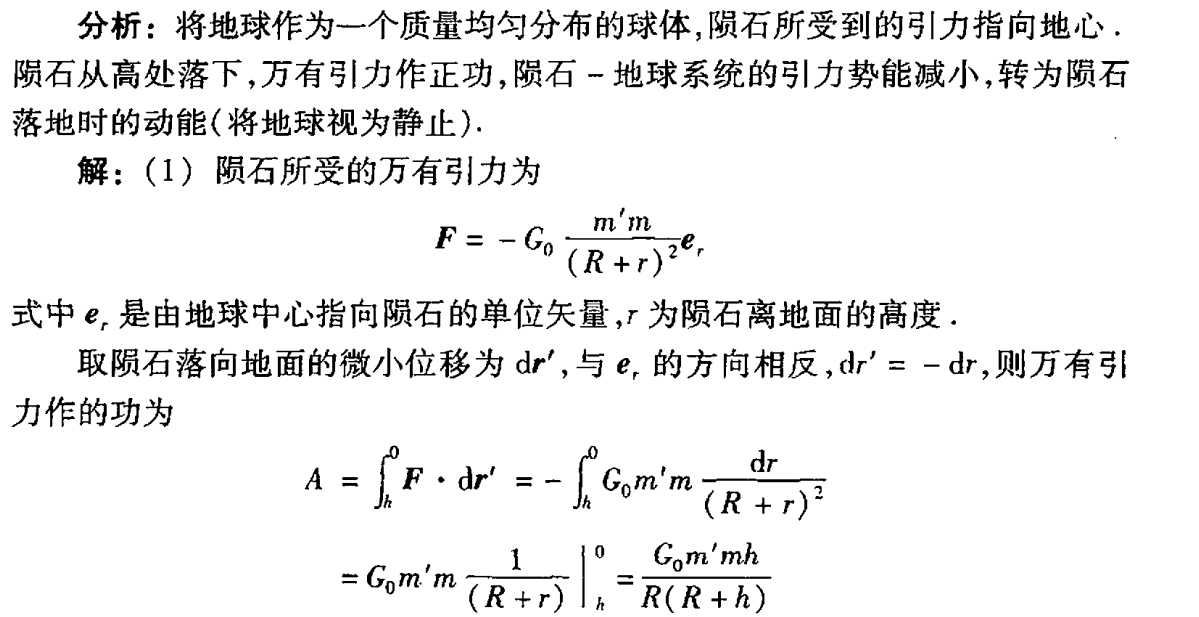 分析：将地球作为一个质量均匀分布的球体,陨石所受到的引力指向地心．
陨石从高处落下,万有引力作正功,陨石－地球系统的引力势能减小,转为陨石
落地时的动能(将地球视为静止).
解：(1) 陨石所受的万有引力为
F = - G₀ m′m / (R + r)² eᵣ
式中 eᵣ 是由地球中心指向陨石的单位矢量,r 为陨石离地面的高度．
取陨石落向地面的微小位移为 dr′,与 eᵣ 的方向相反,dr′ = - dr,则万有引
力作的功为
A = ∫ₕ⁰ F · dr′ = - ∫ₕ⁰ G₀m′m dr / (R + r)²
= G₀m′m 1 / (R + r) |ₕ⁰ = G₀m′mh / R(R + h)